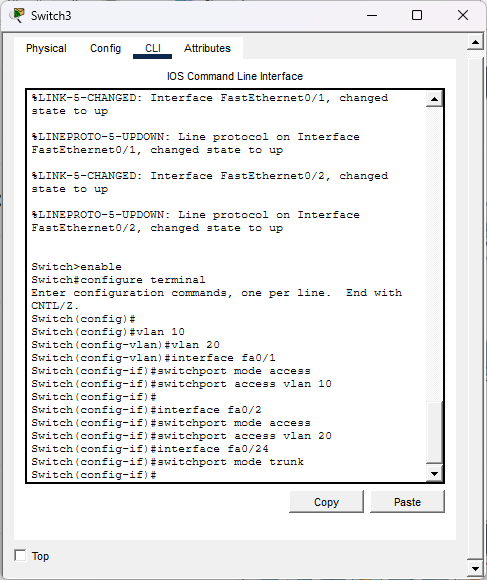 Switch3
Physical Config CLI Attributes
IOS Command Line Interface
%LINK-5-CHANGED: Interface FastEthernet0/1, changed
state to up
%LINEPROTO-5-UPDOWN: Line protocol on Interface
FastEthernet0/1, changed state to up
%LINK-5-CHANGED: Interface FastEthernet0/2, changed
state to up
%LINEPROTO-5-UPDOWN: Line protocol on Interface
FastEthernet0/2, changed state to up
Switch>enable
Switch#configure terminal
Enter configuration commands, one per line.  End with
CNTL/Z.
Switch(config)#
Switch(config)#vlan 10
Switch(config-vlan)#vlan 20
Switch(config-vlan)#interface fa0/1
Switch(config-if)#switchport mode access
Switch(config-if)#switchport access vlan 10
Switch(config-if)#
Switch(config-if)#interface fa0/2
Switch(config-if)#switchport mode access
Switch(config-if)#switchport access vlan 20
Switch(config-if)#interface fa0/24
Switch(config-if)#switchport mode trunk
Switch(config-if)#
Copy Paste
Top